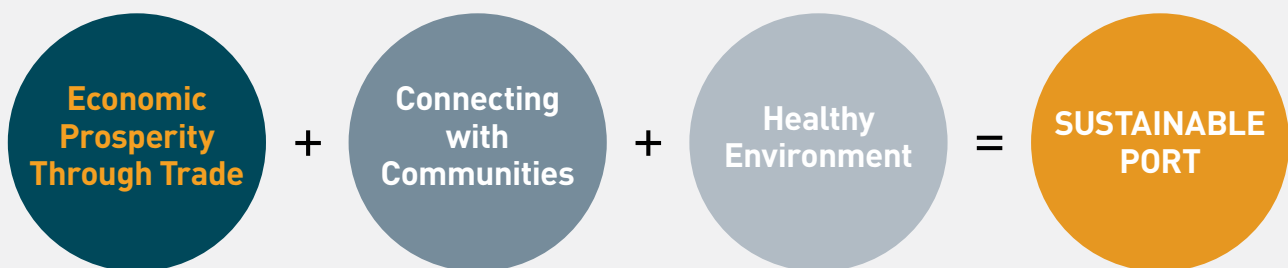 Economic
Prosperity
Through Trade
+
Connecting
with
Communities
+
Healthy
Environment
=
SUSTAINABLE
PORT